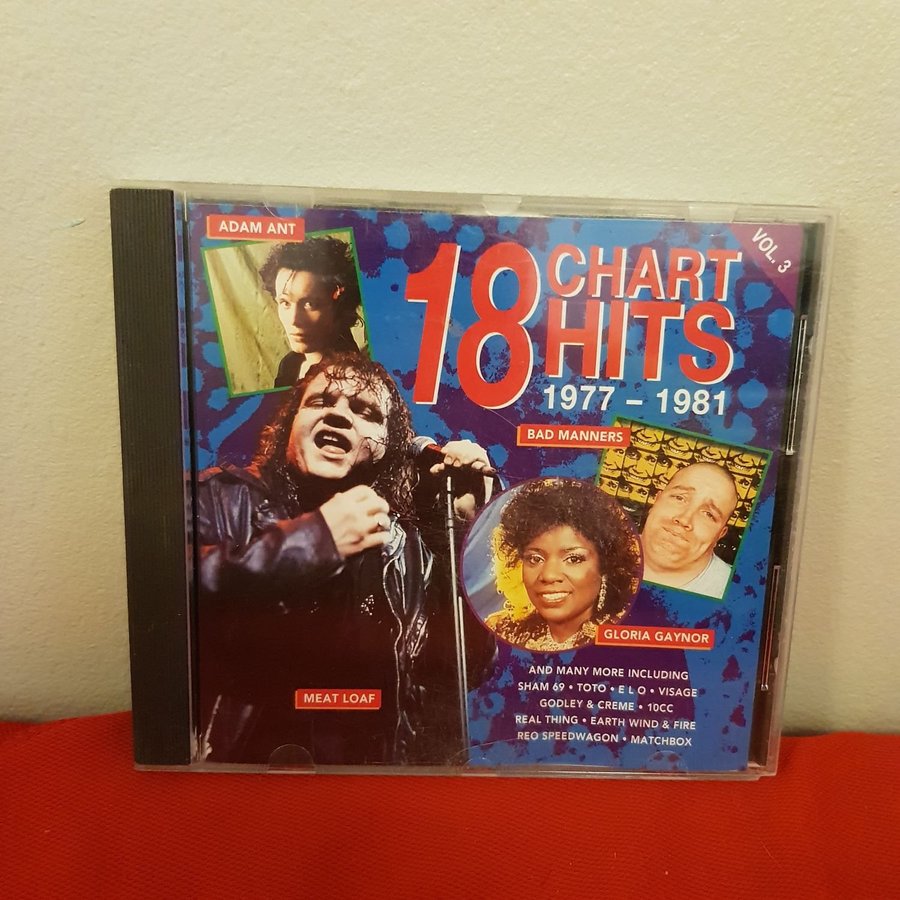 ADAM ANT
18 CHART
HITS
1977 – 1981
VOL. 3
BAD MANNERS
GLORIA GAYNOR
MEAT LOAF
AND MANY MORE INCLUDING
SHAM 69 • TOTO • E L O • VISAGE
GODLEY & CREME • 10CC
REAL THING • EARTH WIND & FIRE
REO SPEEDWAGON • MATCHBOX